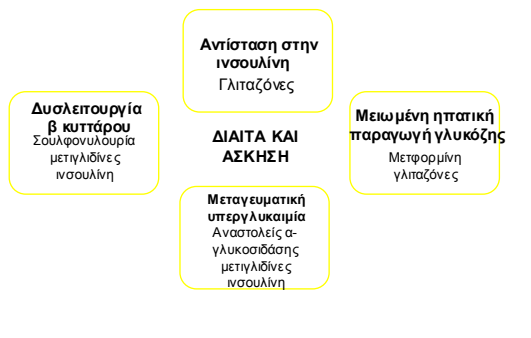 Αντίσταση στην
ινσουλίνη
Γλιταζόνες
Δυσλειτουργία
β κυττάρου
Σουλφονυλουρία
μετιγλιδίνες
ινσουλίνη
ΔΙΑΙΤΑ ΚΑΙ
ΑΣΚΗΣΗ
Μειωμένη ηπατική
παραγωγή γλυκόζης
Μετφορμίνη
γλιταζόνες
Μεταγευματική
υπεργλυκαιμία
Αναστολείς α-
γλυκοσιδάσης
μετιγλιδίνες
ινσουλίνη